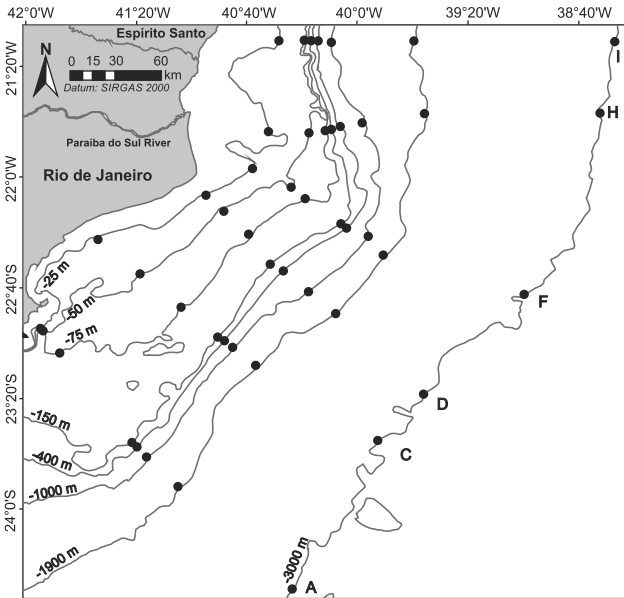 42°0'W 41°20'W 40°40'W 40°0'W 39°20'W 38°40'W
Espírito Santo
N
0 15 30 60
km
Datum: SIRGAS 2000
Paraíba do Sul River
Rio de Janeiro
21°20'S
22°0'S
22°40'S
23°20'S
24°0'S
-25 m
-50 m
-75 m
-150 m
-400 m
-1000 m
-1900 m
-3000 m
I
H
F
D
C
A